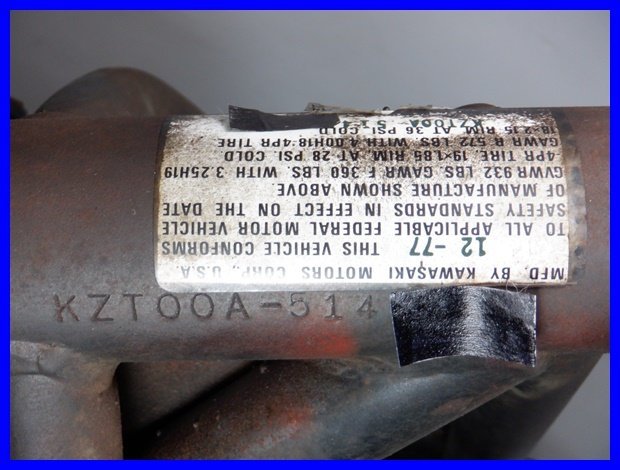 MFD. BY KAWASAKI MOTORS CORP., U.S.A.
12 -77 THIS VEHICLE CONFORMS
TO ALL APPLICABLE FEDERAL MOTOR VEHICLE
SAFETY STANDARDS IN EFFECT ON THE DATE
OF MANUFACTURE SHOWN ABOVE.
GVWR 932 LBS. GAWR F 360 LBS. WITH 3.25H19
4PR TIRE, 19-1.85 RIM, AT 28 PSI COLD
GAWR R 572 LBS. WITH 4.00H18-4PR TIRE
18-2.15 RIM, AT 36 PSI COLD
KZT00A-514
KZT00A-514